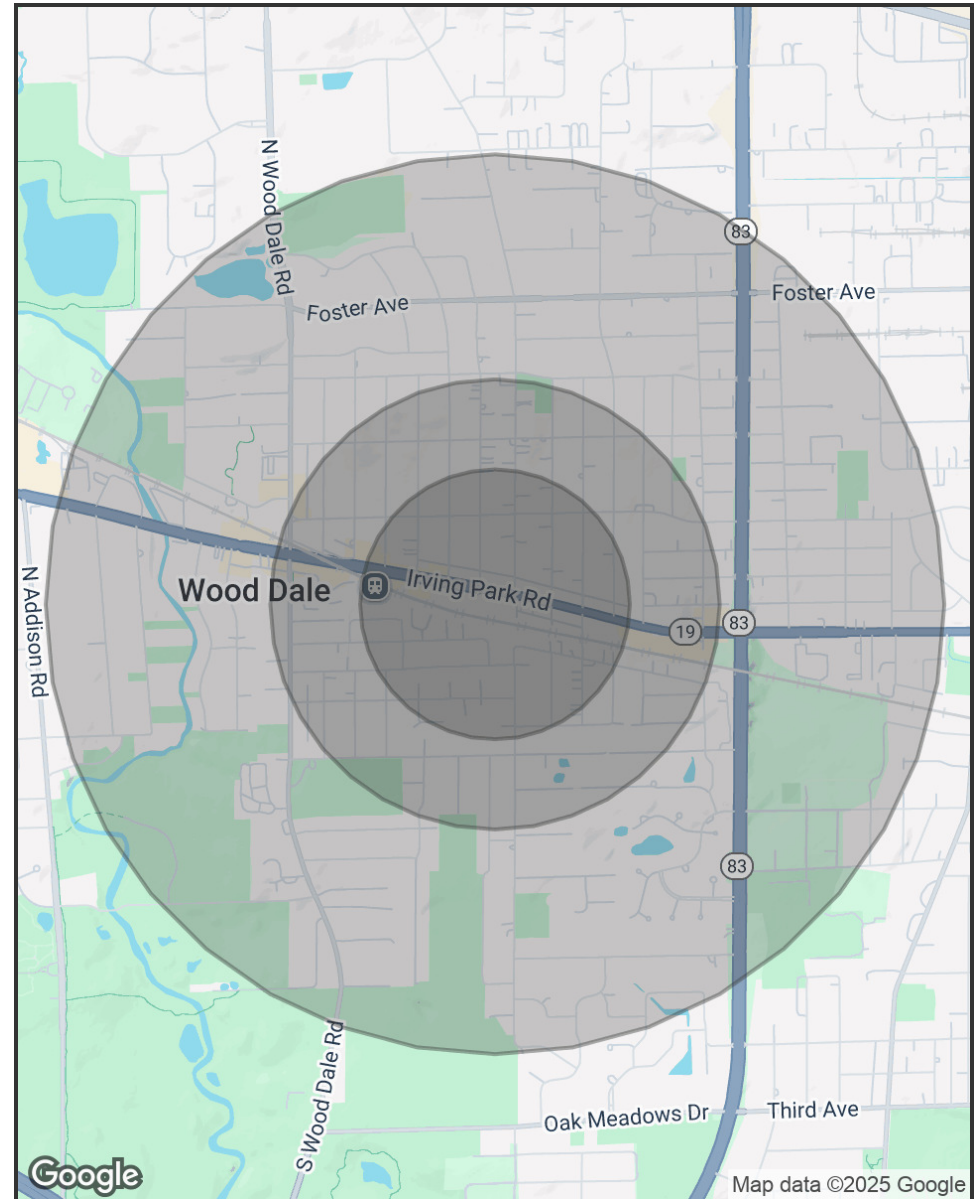 N Wood Dale Rd
83
Foster Ave
Foster Ave
Wood Dale
Irving Park Rd
19
83
N Addison Rd
83
S Wood Dale Rd
Oak Meadows Dr
Third Ave
Google
Map data ©2025 Google